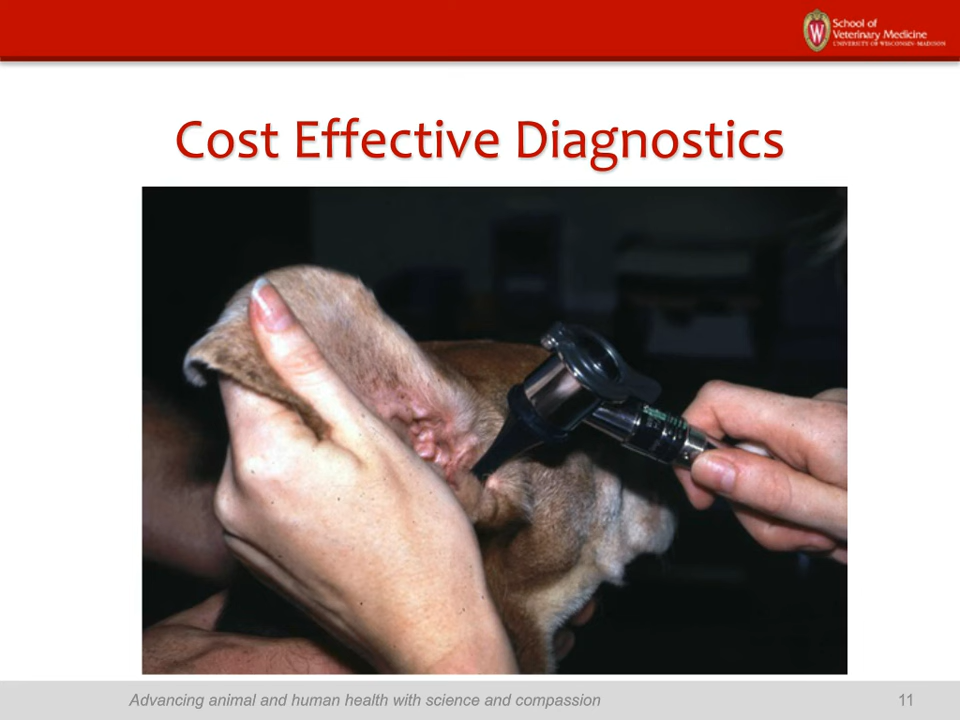 School of
Veterinary Medicine
UNIVERSITY OF WISCONSIN-MADISON
Cost Effective Diagnostics
Advancing animal and human health with science and compassion
11